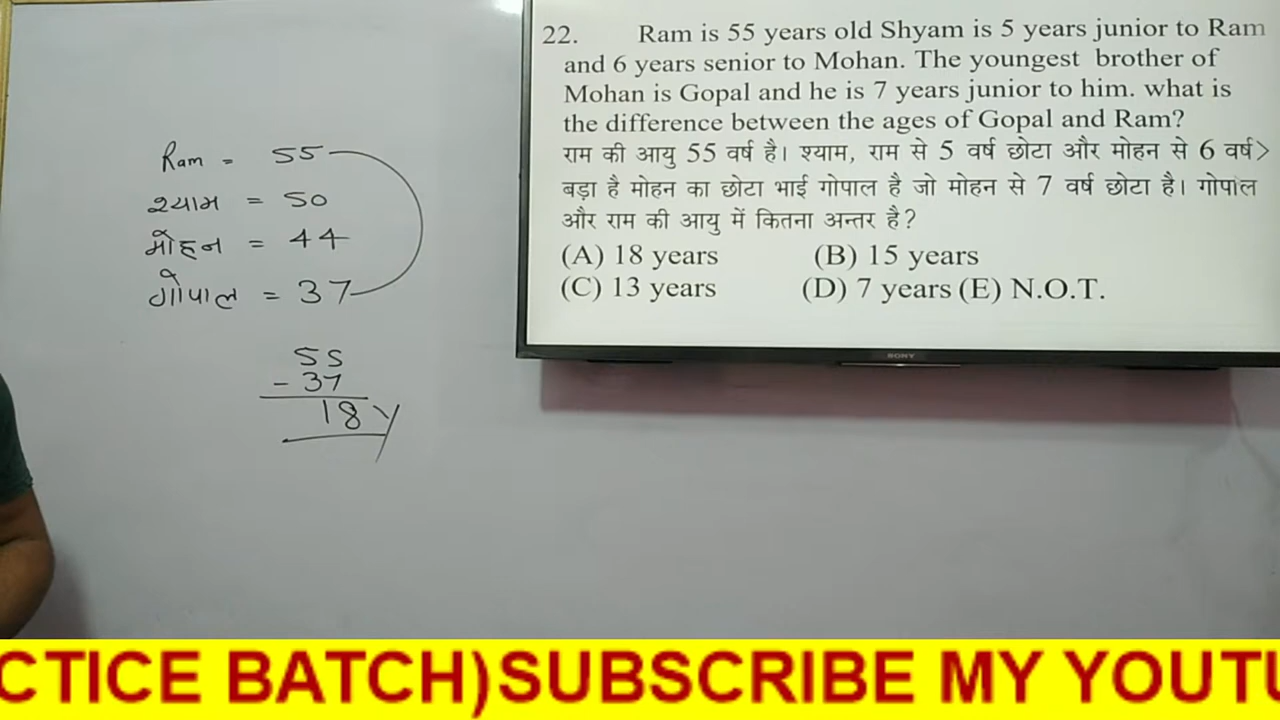 Ram = 55
श्याम = 50
मोहन = 44
गोपाल = 37
55
- 37
18y
22. Ram is 55 years old Shyam is 5 years junior to Ram
and 6 years senior to Mohan. The youngest brother of
Mohan is Gopal and he is 7 years junior to him. what is
the difference between the ages of Gopal and Ram?
राम की आयु 55 वर्ष है। श्याम, राम से 5 वर्ष छोटा और मोहन से 6 वर्ष>
बड़ा है मोहन का छोटा भाई गोपाल है जो मोहन से 7 वर्ष छोटा है। गोपाल
और राम की आयु में कितना अन्तर है?
(A) 18 years (B) 15 years
(C) 13 years (D) 7 years (E) N.O.T.
SONY
CTICE BATCH)SUBSCRIBE MY YOUTU